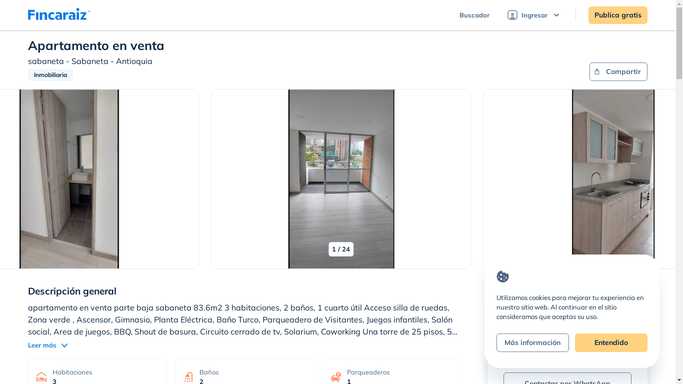 Fincaraiz
Buscador
Ingresar
Publica gratis
Apartamento en venta
sabaneta - Sabaneta - Antioquia
Inmobiliaria
Compartir
1 / 24
Descripción general
apartamento en venta parte baja sabaneta 83.6m2 3 habitaciones, 2 baños, 1 cuarto útil Acceso silla de ruedas,
Zona verde , Ascensor, Gimnasio, Planta Eléctrica, Baño Turco, Parqueadero de Visitantes, Juegos infantiles, Salón
social, Area de juegos, BBQ, Shout de basura, Circuito cerrado de tv, Solarium, Coworking Una torre de 25 pisos, 5...
Leer más
Habitaciones
3
Baños
2
Parqueaderos
1
Utilizamos cookies para mejorar tu experiencia en
nuestro sitio web. Al continuar en el sitio
consideramos que aceptas su uso.
Más información
Entendido
Contactar por WhatsApp